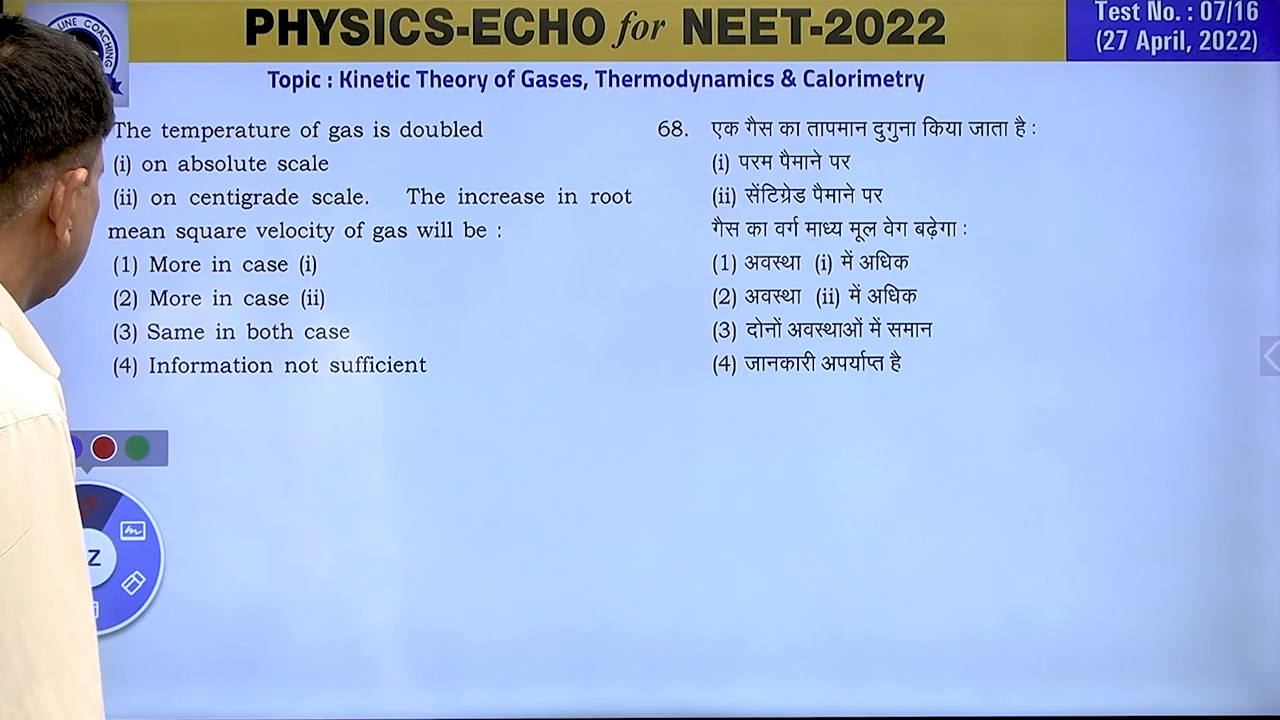 LINE COACHING
PHYSICS-ECHO for NEET-2022
Test No. : 07/16
(27 April, 2022)
Topic : Kinetic Theory of Gases, Thermodynamics & Calorimetry
The temperature of gas is doubled
(i) on absolute scale
(ii) on centigrade scale. The increase in root
mean square velocity of gas will be :
(1) More in case (i)
(2) More in case (ii)
(3) Same in both case
(4) Information not sufficient
68. एक गैस का तापमान दुगुना किया जाता है :
(i) परम पैमाने पर
(ii) सेंटिग्रेड पैमाने पर
गैस का वर्ग माध्य मूल वेग बढ़ेगा :
(1) अवस्था (i) में अधिक
(2) अवस्था (ii) में अधिक
(3) दोनों अवस्थाओं में समान
(4) जानकारी अपर्याप्त है
Z